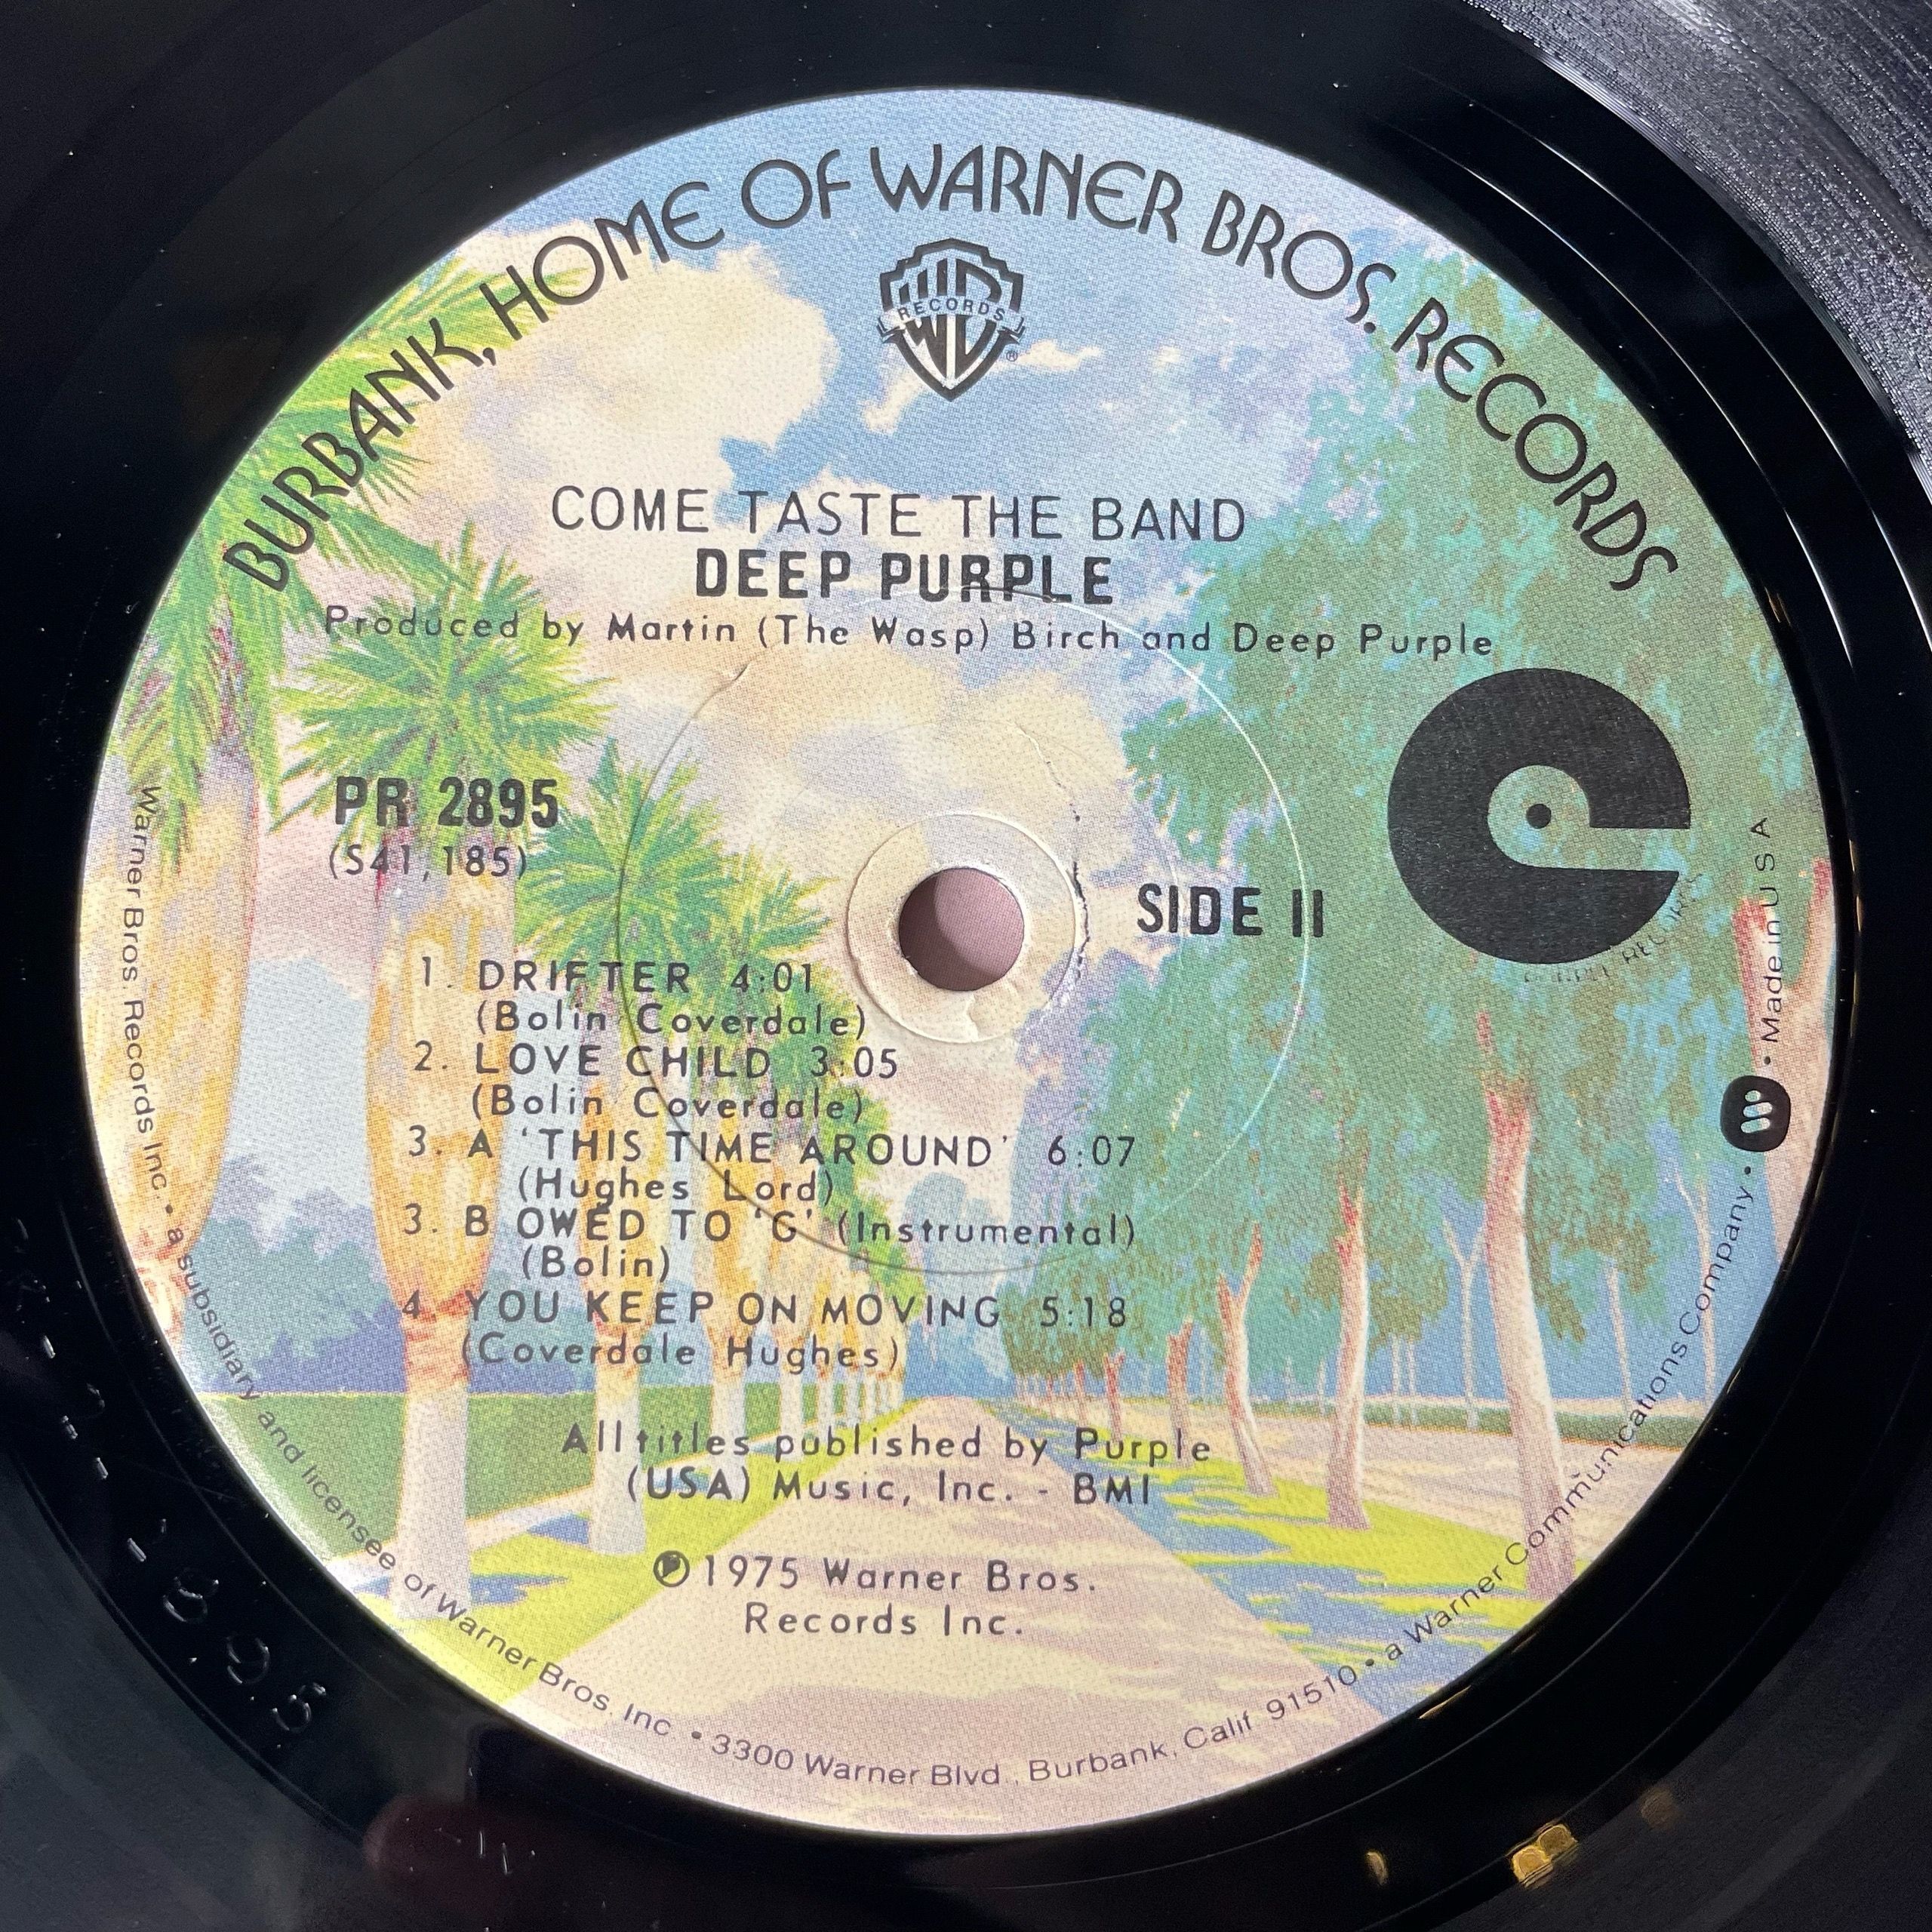 BURBANK, HOME OF WARNER BROS. RECORDS
RECORDS
®
COME TASTE THE BAND
DEEP PURPLE
Produced by Martin (The Wasp) Birch and Deep Purple
PR 2895
(S41,185)
SIDE II
RECORDS
1. DRIFTER 4:01
(Bolin Coverdale)
2. LOVE CHILD 3:05
(Bolin Coverdale)
3. A 'THIS TIME AROUND' 6:07
(Hughes Lord)
3. B OWED TO 'G' (Instrumental)
(Bolin)
4. YOU KEEP ON MOVING 5:18
(Coverdale Hughes)
All titles published by Purple
(USA) Music, Inc. - BMI
℗1975 Warner Bros.
Records Inc.
Warner Bros. Records Inc. • a subsidiary and licensee of Warner Bros. Inc • 3300 Warner Blvd., Burbank, Calif 91510 • a Warner Communications Company • • Made in U S A